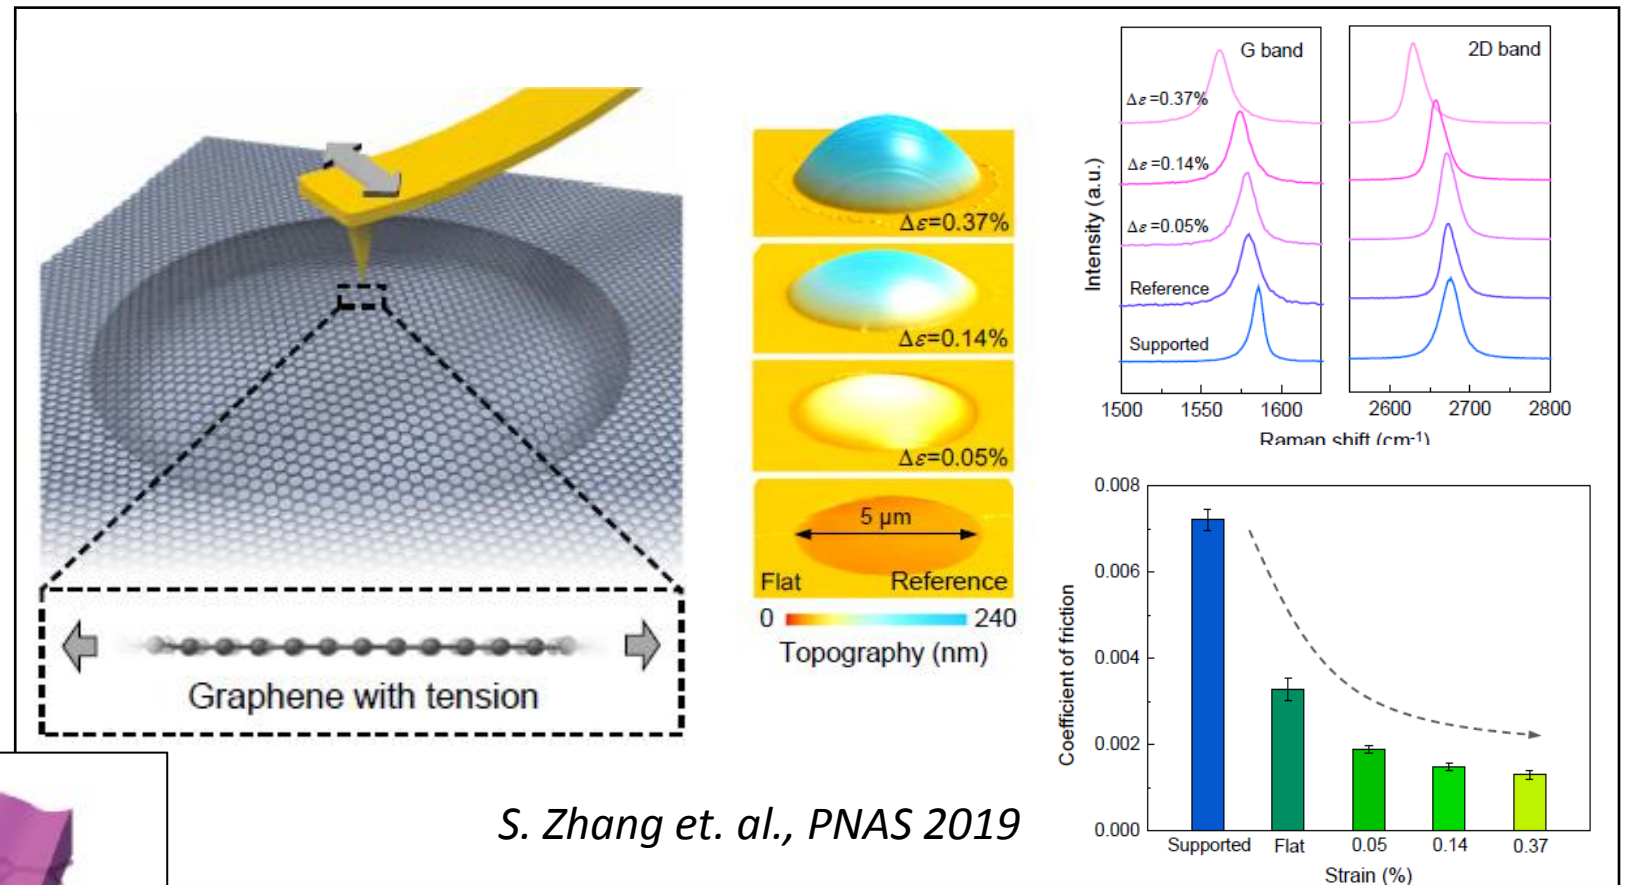 Graphene with tension
Δε=0.37%
Δε=0.14%
Δε=0.05%
5 μm
Flat Reference
0 240
Topography (nm)
G band 2D band
Δε=0.37%
Δε=0.14%
Δε=0.05%
Reference
Supported
Intensity (a.u.)
1500 1550 1600 2600 2700 2800
Raman shift (cm-1)
0.008
0.006
0.004
0.002
0.000
Coefficient of friction
Supported Flat 0.05 0.14 0.37
Strain (%)
S. Zhang et. al., PNAS 2019